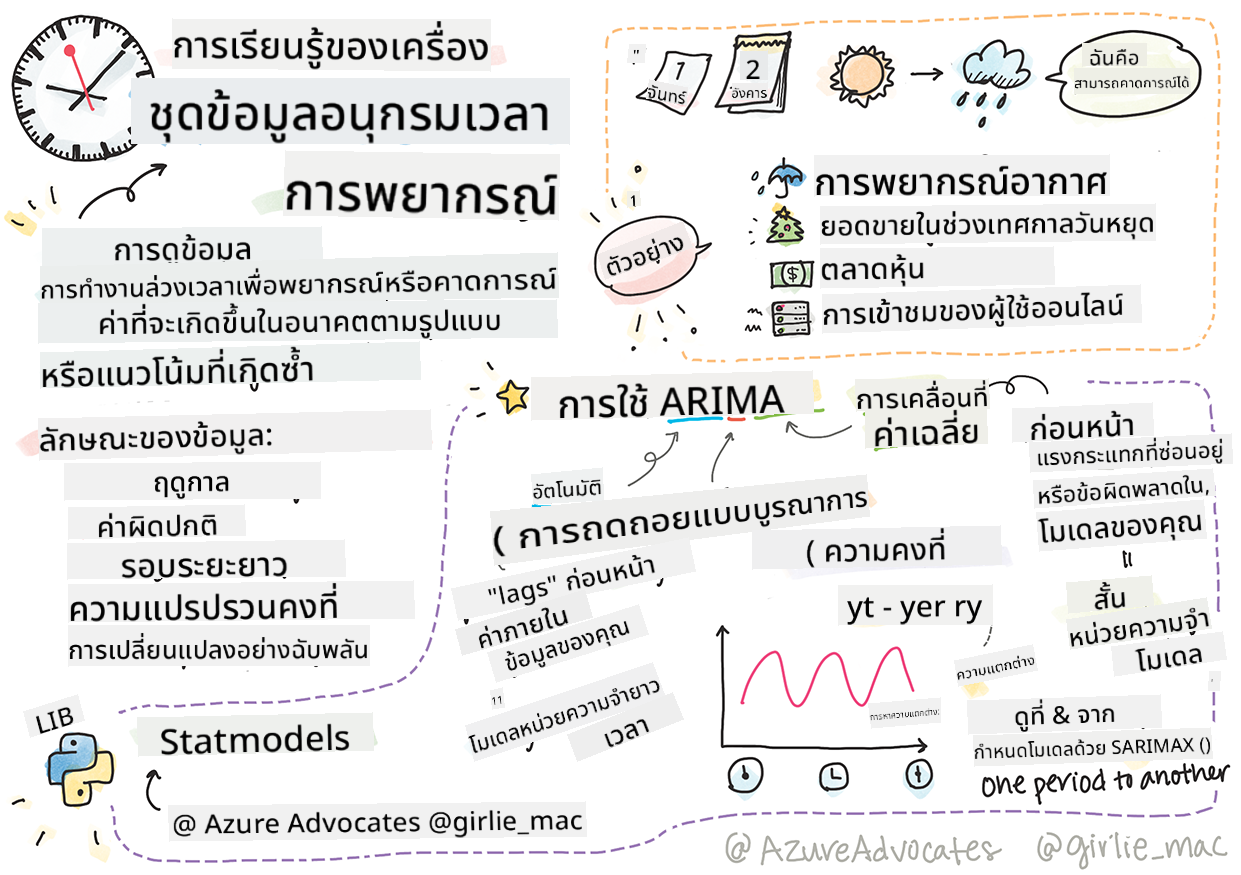 การเรียนรู้ของเครื่อง
ชุดข้อมูลอนุกรมเวลา
การพยากรณ์
การดูข้อมูล
การทำงานล่วงเวลาเพื่อพยากรณ์หรือคาดการณ์
ค่าที่จะเกิดขึ้นในอนาคตตามรูปแบบ
หรือแนวโน้มที่เกิดซ้ำ
ลักษณะของข้อมูล:
ฤดูกาล
ค่าผิดปกติ
รอบระยะยาว
ความแปรปรวนคงที่
การเปลี่ยนแปลงอย่างฉับพลัน
"
1
จันทร์
2
อังคาร
ฉันคือ
สามารถคาดการณ์ได้
1
ตัวอย่าง
การพยากรณ์อากาศ
ยอดขายในช่วงเทศกาลวันหยุด
ตลาดหุ้น
การเข้าชมของผู้ใช้ออนไลน์
การใช้ ARIMA
การเคลื่อนที่
ค่าเฉลี่ย
ก่อนหน้า
แรงกระแทกที่ซ่อนอยู่
หรือข้อผิดพลาดใน,
โมเดลของคุณ
สั้น
หน่วยความจำ
โมเดล
อัตโนมัติ
( การถดถอยแบบบูรณาการ
"lags" ก่อนหน้า
ค่าภายใน
ข้อมูลของคุณ
11
โมเดลหน่วยความจำยาว
เวลา
( ความคงที่
yt - yer ry
ความแตกต่าง
การหาความแตกต่าง:
ดูที่ & จาก
กำหนดโมเดลด้วย SARIMAX ()
one period to another
LIB
Statmodels
@ Azure Advocates @girlie_mac
@AzureAdvocates @girlie_mac